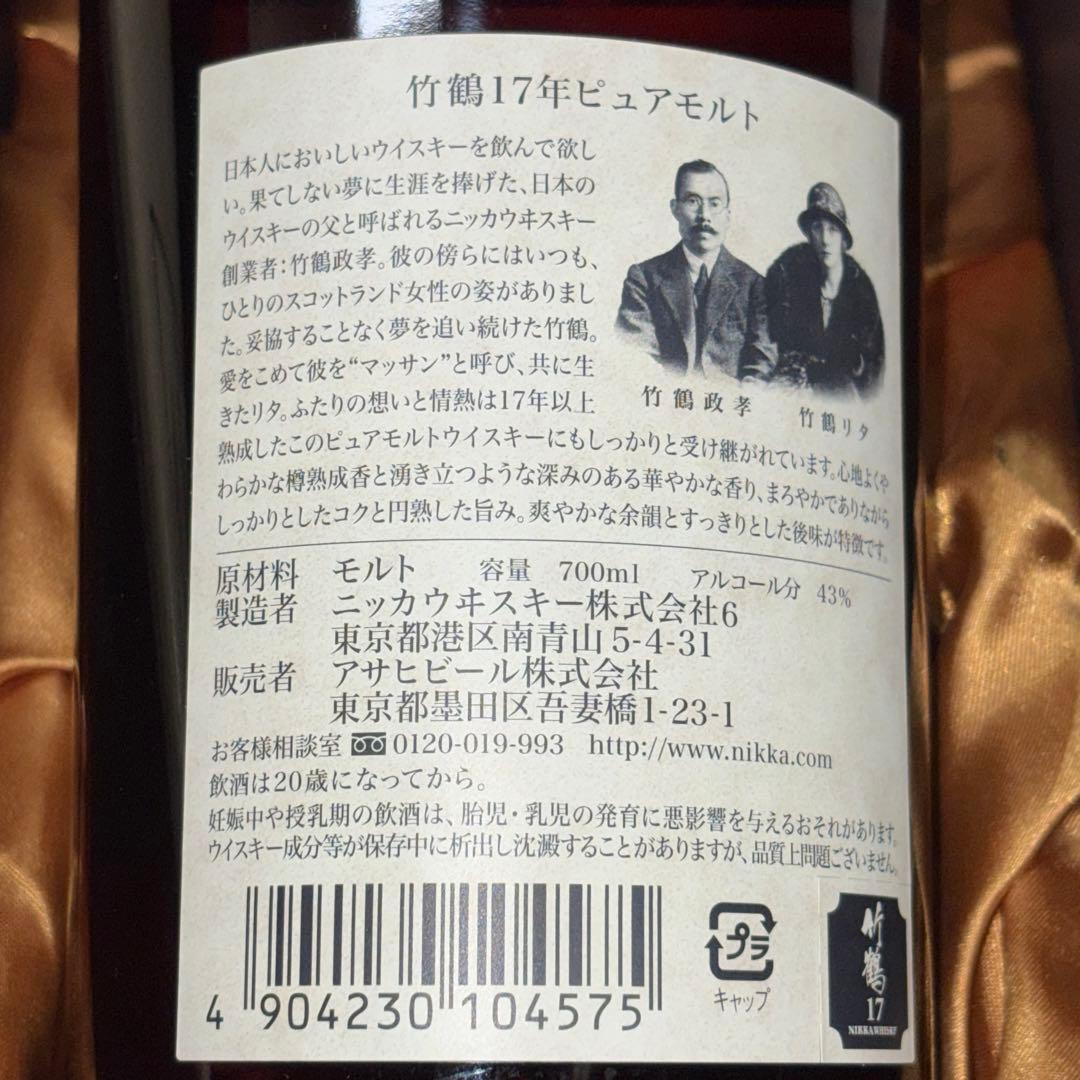 竹鶴17年ピュアモルト
日本人においしいウイスキーを飲んで欲し
い。果てしない夢に生涯を捧げた、日本の
ウイスキーの父と呼ばれるニッカウヰスキー
創業者：竹鶴政孝。彼の傍らにはいつも、
ひとりのスコットランド女性の姿がありまし
た。妥協することなく夢を追い続けた竹鶴。
愛をこめて彼を“マッサン”と呼び、共に生
きたリタ。ふたりの想いと情熱は17年以上
熟成したこのピュアモルトウイスキーにもしっかりと受け継がれています。心地よくや
わらかな樽熟成香と湧き立つような深みのある華やかな香り、まろやかでありながら
しっかりとしたコクと円熟した旨み。爽やかな余韻とすっきりとした後味が特徴です。
竹鶴政孝
竹鶴リタ
原材料 モルト 容量 700ml アルコール分 43%
製造者 ニッカウヰスキー株式会社6
東京都港区南青山5-4-31
販売者 アサヒビール株式会社
東京都墨田区吾妻橋1-23-1
お客様相談室 0120-019-993 http://www.nikka.com
飲酒は20歳になってから。
妊娠中や授乳期の飲酒は、胎児・乳児の発育に悪影響を与えるおそれがあります。
ウイスキー成分等が保存中に析出し沈澱することがありますが、品質上問題ございません。
4 904230 104575
プラ
キャップ
竹鶴
17
NIKKA WHISKY